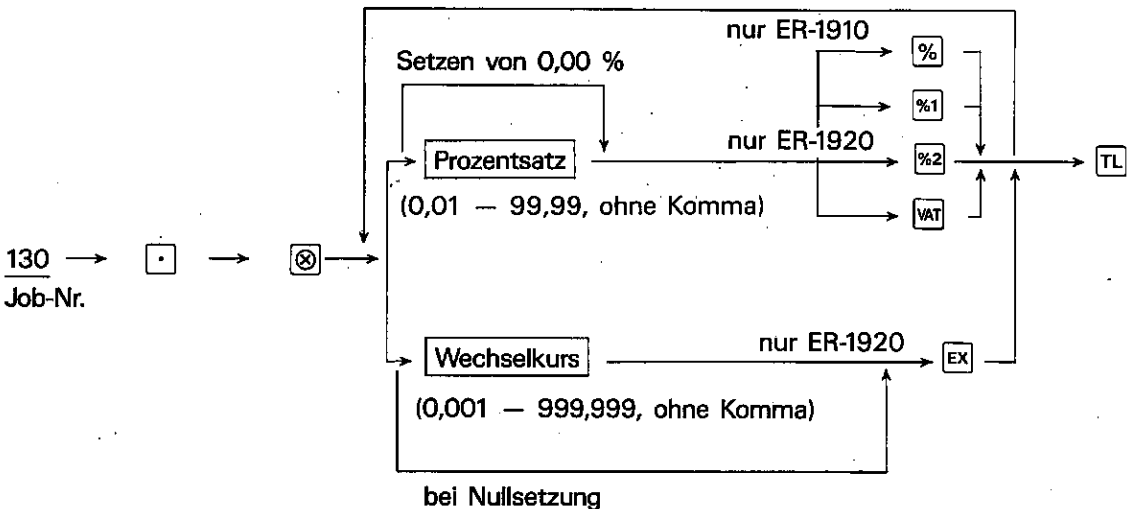 nur ER-1910
Setzen von 0,00 %
%
%1
nur ER-1920
Prozentsatz
%2
TL
(0,01 — 99,99, ohne Komma)
VAT
130
·
⊗
Job-Nr.
nur ER-1920
Wechselkurs
EX
(0,001 — 999,999, ohne Komma)
bei Nullsetzung